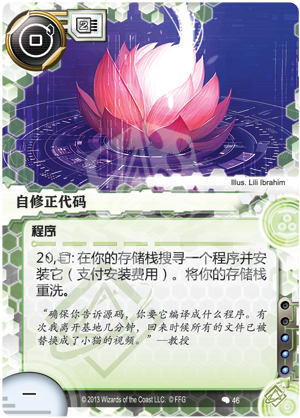 0
Illus. Lili Ibrahim
自修正代码
程序
2, : 在你的存储栈搜寻一个程序并安
装它（支付安装费用）。将你的存储栈
重洗。
“确保你告诉源码，你要它编译成什么程序。有
次我离开基地几分钟，回来时候所有的文件已被
替换成了小猫的视频。”—教授
–
© 2013 Wizards of the Coast LLC. © FFG
46